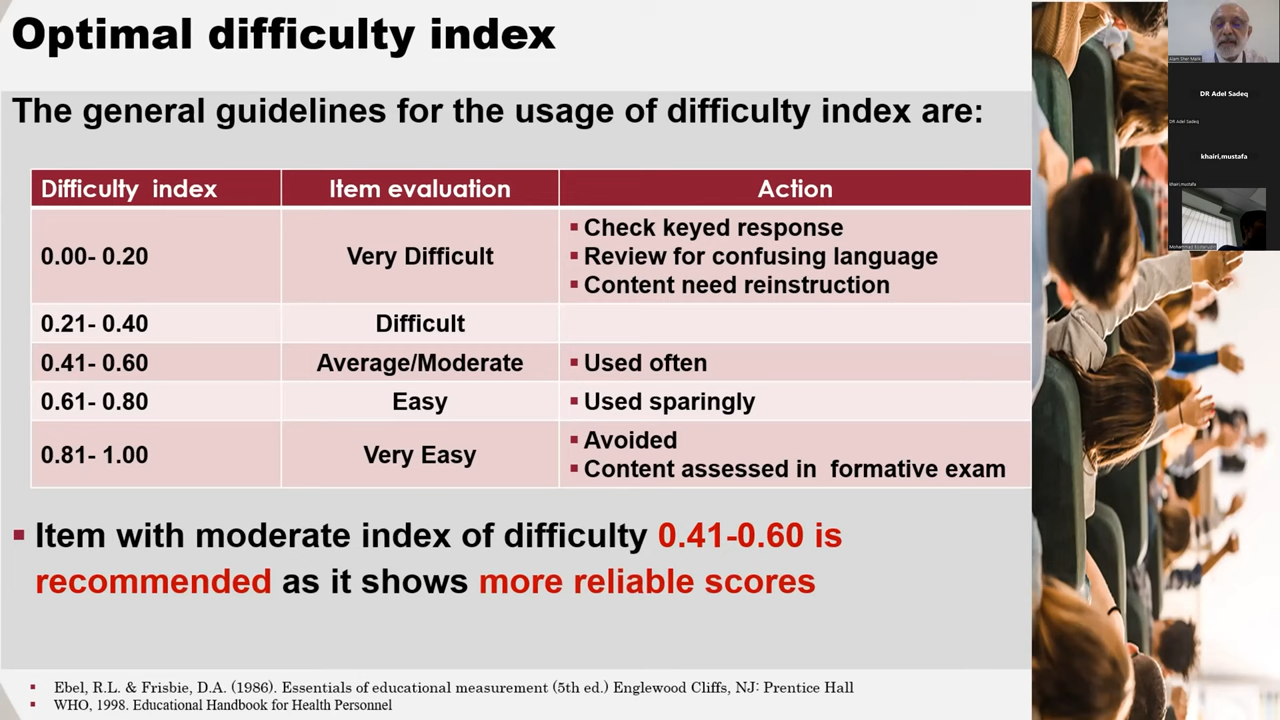 Optimal difficulty index
The general guidelines for the usage of difficulty index are:
Difficulty index Item evaluation Action
0.00- 0.20 Very Difficult
▪ Check keyed response
▪ Review for confusing language
▪ Content need reinstruction
0.21- 0.40 Difficult
0.41- 0.60 Average/Moderate ▪ Used often
0.61- 0.80 Easy ▪ Used sparingly
0.81- 1.00 Very Easy
▪ Avoided
▪ Content assessed in formative exam
▪ Item with moderate index of difficulty 0.41-0.60 is
recommended as it shows more reliable scores
▪ Ebel, R.L. & Frisbie, D.A. (1986). Essentials of educational measurement (5th ed.) Englewood Cliffs, NJ: Prentice Hall
▪ WHO, 1998. Educational Handbook for Health Personnel
DR Adel Sadeq
DR Adel Sadeq
khairi,mustafa
khairi,mustafa